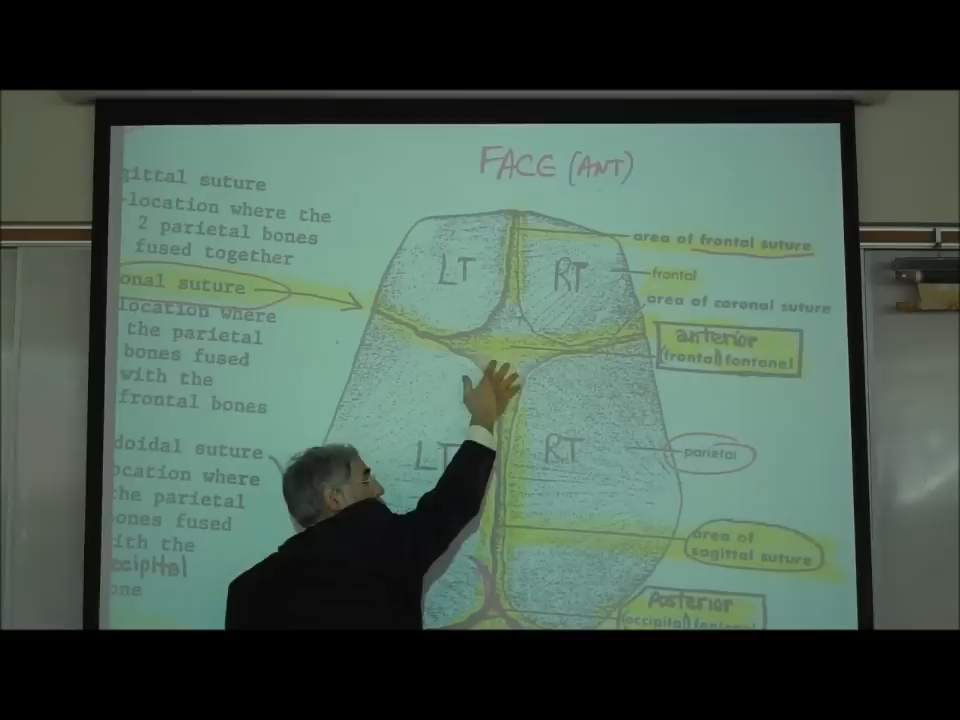 FACE (ANT)
gittal suture
-location where the
2 parietal bones
fused together
onal suture
location where
the parietal
bones fused
with the
frontal bones
doidal suture
ocation where
the parietal
ones fused
ith the
ccipital
one
LT
RT
LT
RT
area of frontal suture
frontal
area of coronal suture
anterior
(frontal) fontanel
parietal
area of
sagittal suture
Posterior
(occipital) fontanel